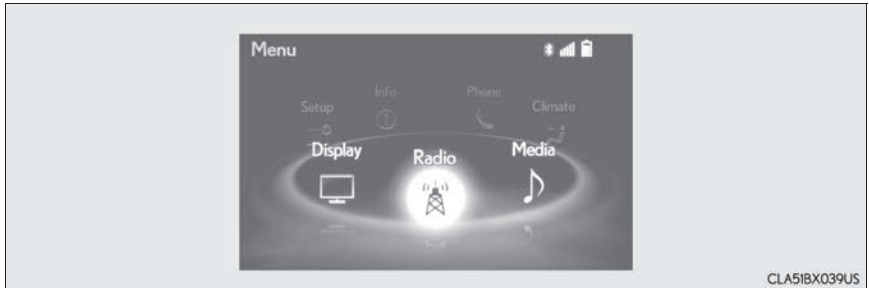 Menu
Info Phone
Setup Climate
Display Radio Media
CLA51BX039US